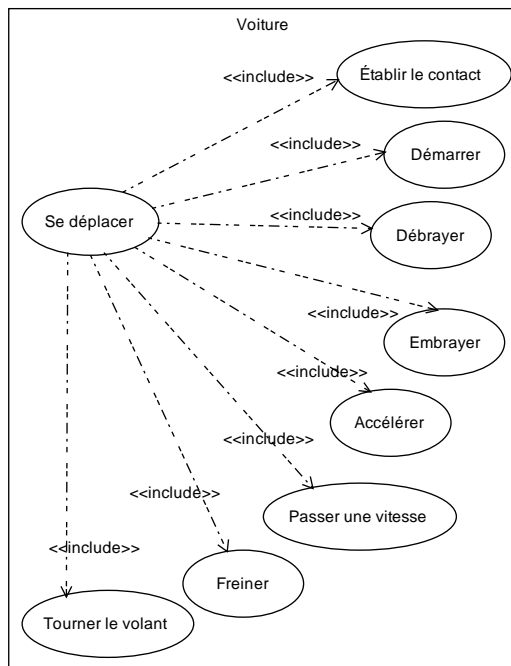 Voiture
Établir le contact
<<include>>
<<include>>
Démarrer
Se déplacer
<<include>>
Débrayer
<<include>>
Embrayer
<<include>>
Accélérer
<<include>>
Passer une vitesse
<<include>>
<<include>>
Freiner
Tourner le volant